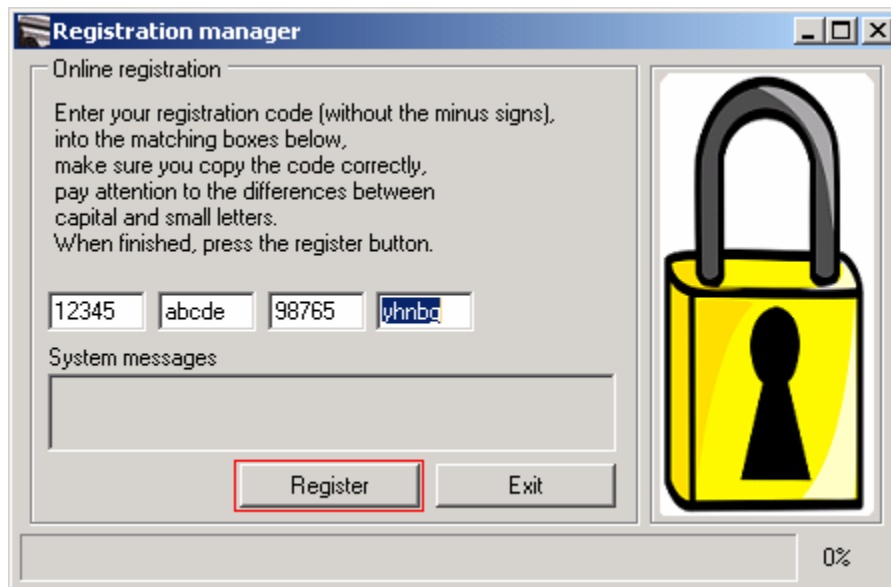 Registration manager
Online registration
Enter your registration code (without the minus signs),
into the matching boxes below,
make sure you copy the code correctly,
pay attention to the differences between
capital and small letters.
When finished, press the register button.
12345 abcde 98765 yhnbg
System messages
Register Exit
0%